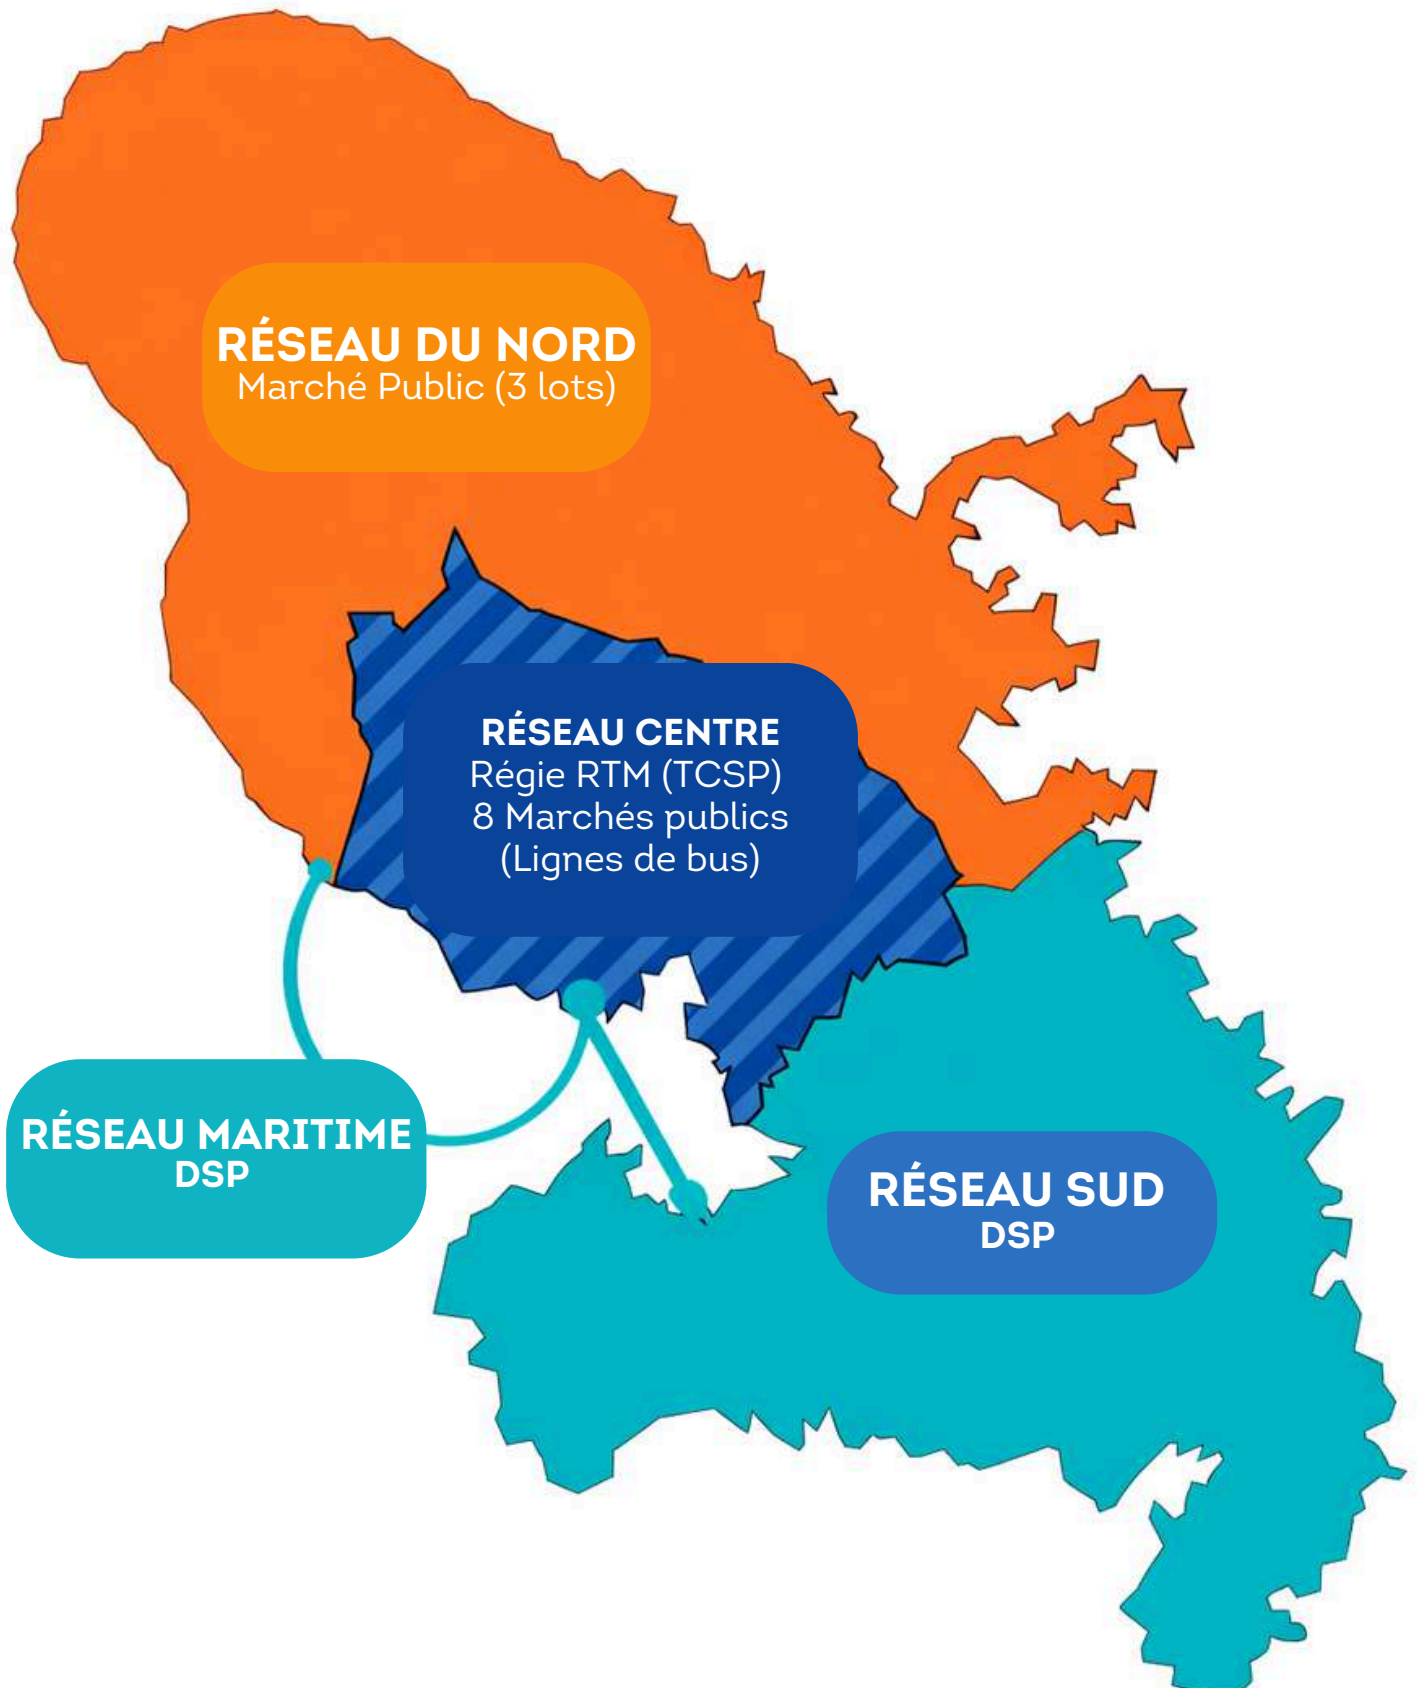 RÉSEAU DU NORD
Marché Public (3 lots)
RÉSEAU CENTRE
Régie RTM (TCSP)
8 Marchés publics
(Lignes de bus)
RÉSEAU MARITIME
DSP
RÉSEAU SUD
DSP